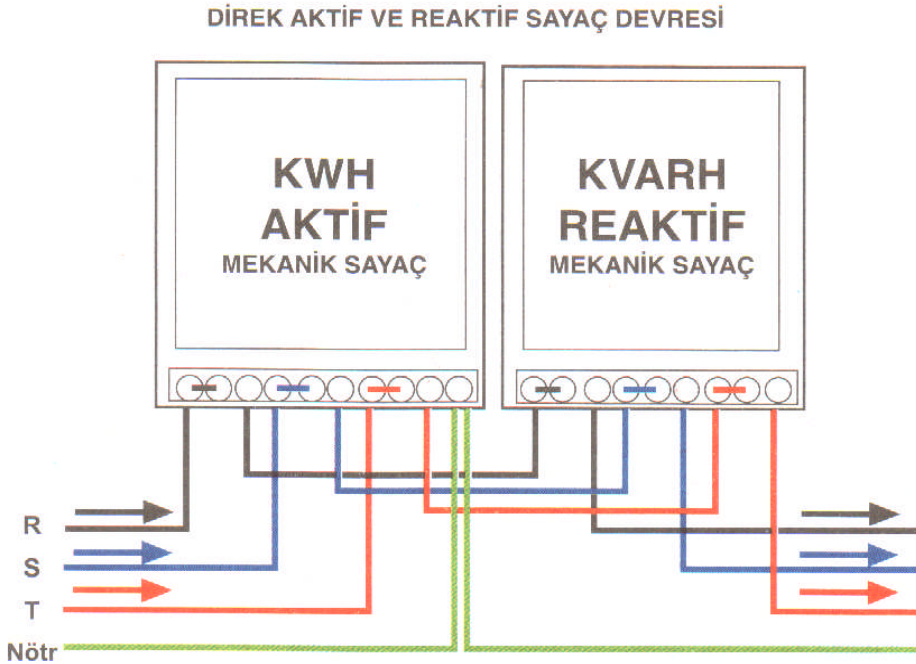 DİREK AKTİF VE REAKTİF SAYAÇ DEVRESİ
KWH
AKTİF
MEKANİK SAYAÇ
KVARH
REAKTİF
MEKANİK SAYAÇ
R
S
T
Nötr